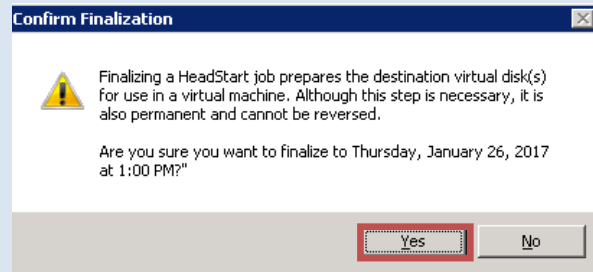 Confirm Finalization
Finalizing a HeadStart job prepares the destination virtual disk(s)
for use in a virtual machine. Although this step is necessary, it is
also permanent and cannot be reversed.
Are you sure you want to finalize to Thursday, January 26, 2017
at 1:00 PM?"
Yes No